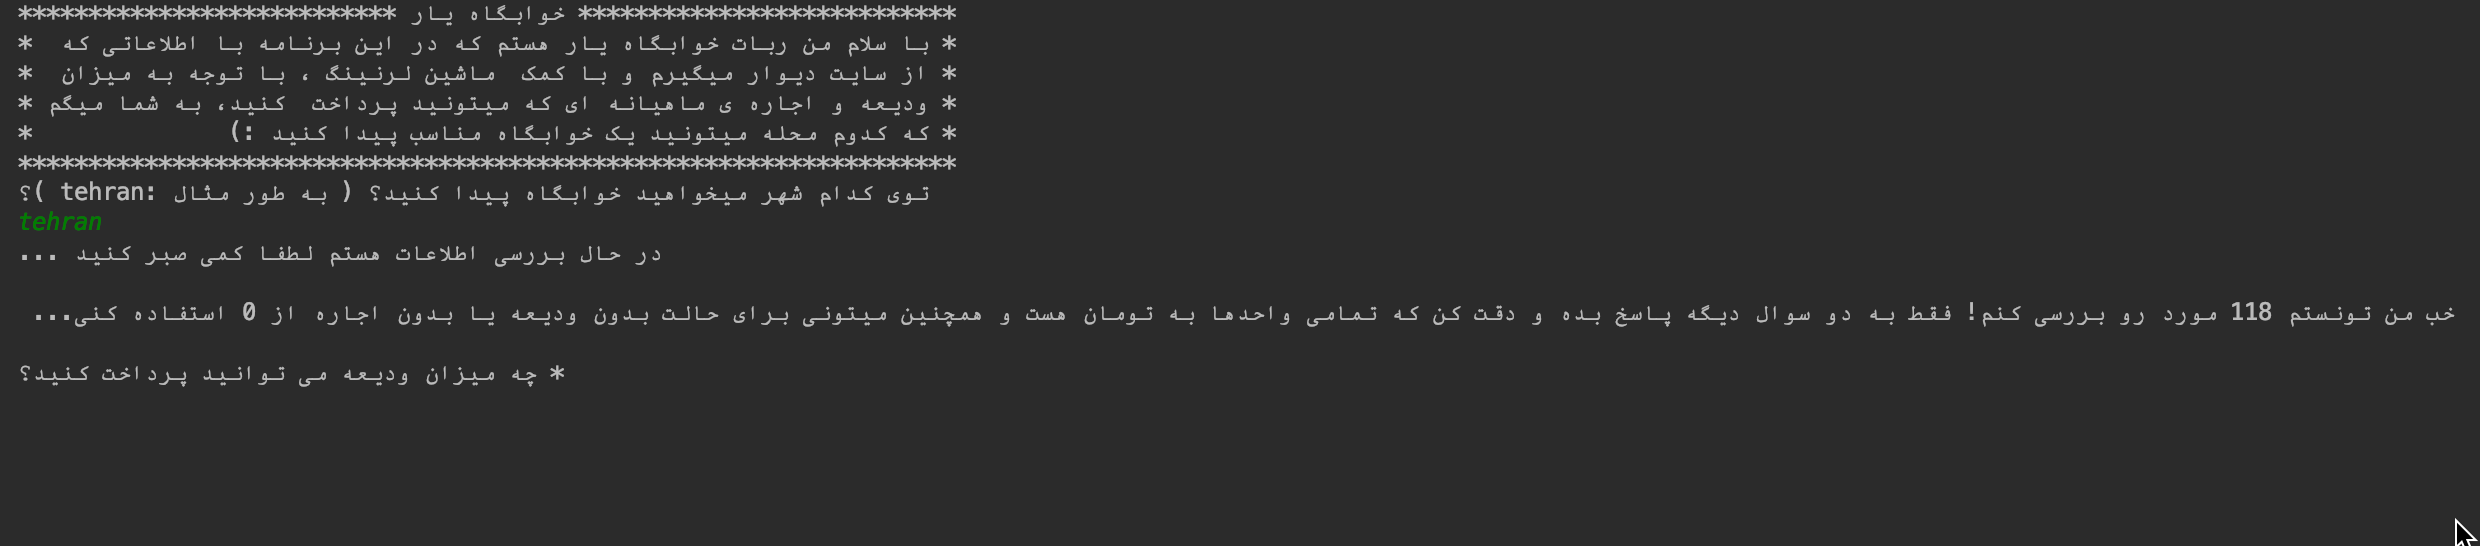 ************************** خوابگاه یار ***************************
* با سلام من ربات خوابگاه یار هستم که در این برنامه با اطلاعاتی که *
* از سایت دیوار میگیرم و با کمک ماشین لرنینگ ، با توجه به میزان *
* ودیعه و اجاره ی ماهیانه ای که میتونید پرداخت کنید، به شما میگم *
* که کدوم محله میتونید یک خوابگاه مناسب پیدا کنید :) *
*******************************************************************
توی کدام شهر میخواهید خوابگاه پیدا کنید؟ ( به طور مثال :tehran )؟
tehran
در حال بررسی اطلاعات هستم لطفا کمی صبر کنید ...
خب من تونستم 118 مورد رو بررسی کنم! فقط به دو سوال دیگه پاسخ بده و دقت کن که تمامی واحدها به تومان هست و همچنین میتونی برای حالت بدون ودیعه یا بدون اجاره از 0 استفاده کنی...
* چه میزان ودیعه می توانید پرداخت کنید؟